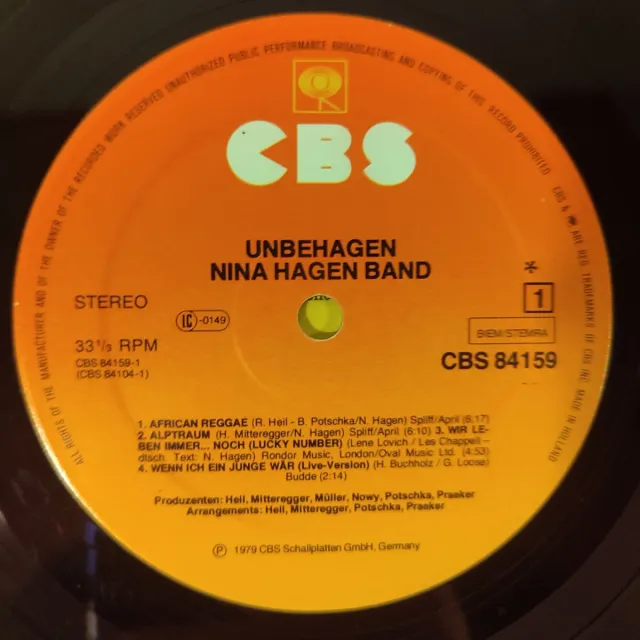 ALL RIGHTS OF THE MANUFACTURER AND OF THE OWNER OF THE RECORDED WORK RESERVED UNAUTHORIZED PUBLIC PERFORMANCE BROADCASTING AND COPYING OF THIS RECORD PROHIBITED CBS & ARE REG. TRADEMARKS OF CBS INC. MADE IN HOLLAND
CBS
UNBEHAGEN
NINA HAGEN BAND
STEREO
33⅓ RPM
CBS 84159-1
(CBS 84104-1)
IC -0149
*
1
BIEM/STEMRA
CBS 84159
1. AFRICAN REGGAE (R. Heil - B. Potschka/N. Hagen) Spliff/April (6:17)
2. ALPTRAUM (H. Mitteregger/N. Hagen) Spliff/April (6:10) 3. WIR LE-
BEN IMMER... NOCH (LUCKY NUMBER) (Lene Lovich / Les Chappell –
dtsch. Text: N. Hagen) Rondor Music, London/Oval Music Ltd. (4:53)
4. WENN ICH EIN JUNGE WÄR (Live-Version) (H. Buchholz / G. Loose)
Budde (2:14)
Produzenten: Heil, Mitteregger, Müller, Nowy, Potschka, Praeker
Arrangements: Heil, Mitteregger, Potschka, Praeker
Ⓟ 1979 CBS Schallplatten GmbH, Germany